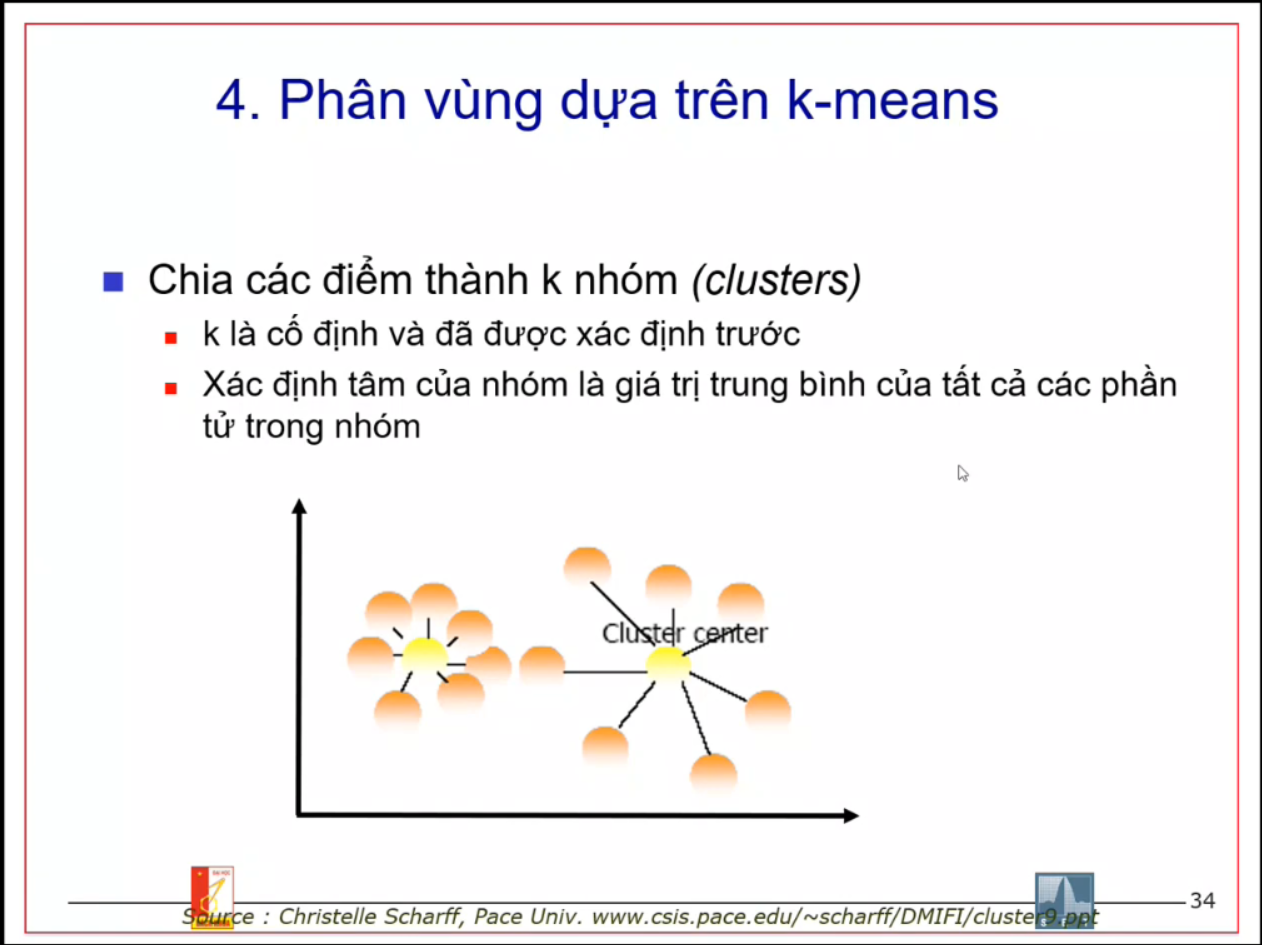 4. Phân vùng dựa trên k-means
Chia các điểm thành k nhóm (clusters)
k là cố định và đã được xác định trước
Xác định tâm của nhóm là giá trị trung bình của tất cả các phần
tử trong nhóm
Cluster center
34
Source : Christelle Scharff, Pace Univ. www.csis.pace.edu/~scharff/DMIFI/cluster9.ppt